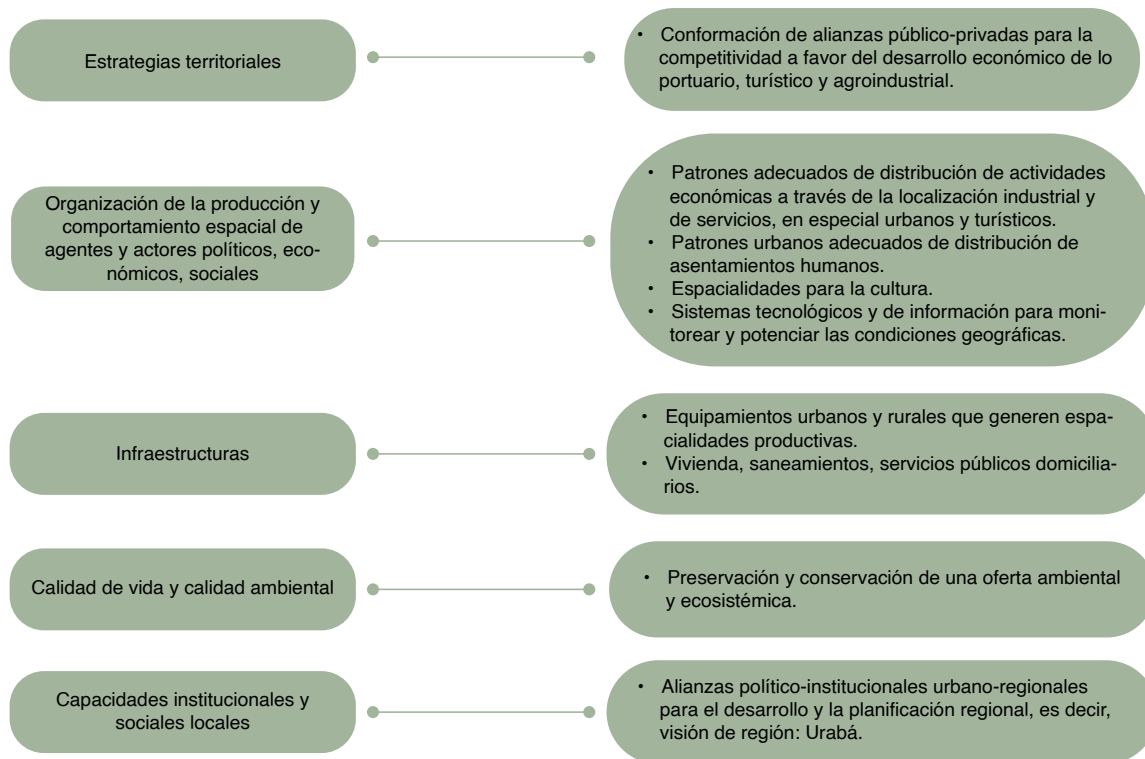 Estrategias territoriales
• Conformación de alianzas público-privadas para la
competitividad a favor del desarrollo económico de lo
portuario, turístico y agroindustrial.
Organización de la producción y
comportamiento espacial de
agentes y actores políticos, eco-
nómicos, sociales
• Patrones adecuados de distribución de actividades
económicas a través de la localización industrial y
de servicios, en especial urbanos y turísticos.
• Patrones urbanos adecuados de distribución de
asentamientos humanos.
• Espacialidades para la cultura.
• Sistemas tecnológicos y de información para moni-
torear y potenciar las condiciones geográficas.
Infraestructuras
• Equipamientos urbanos y rurales que generen espa-
cialidades productivas.
• Vivienda, saneamientos, servicios públicos domicilia-
rios.
Calidad de vida y calidad ambiental
• Preservación y conservación de una oferta ambiental
y ecosistémica.
Capacidades institucionales y
sociales locales
• Alianzas político-institucionales urbano-regionales
para el desarrollo y la planificación regional, es decir,
visión de región: Urabá.